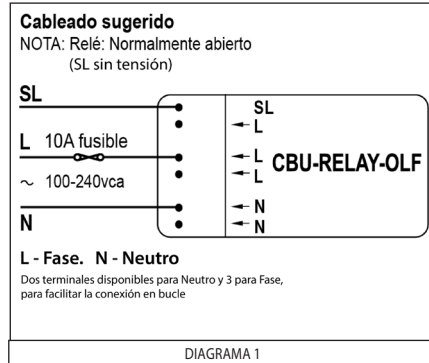 Cableado sugerido
NOTA: Relé: Normalmente abierto
(SL sin tensión)
SL
SL
L
L 10A fusible
L
CBU-RELAY-OLF
L
~ 100-240vca
N
N
N
L - Fase. N - Neutro
Dos terminales disponibles para Neutro y 3 para Fase,
para facilitar la conexión en bucle
DIAGRAMA 1